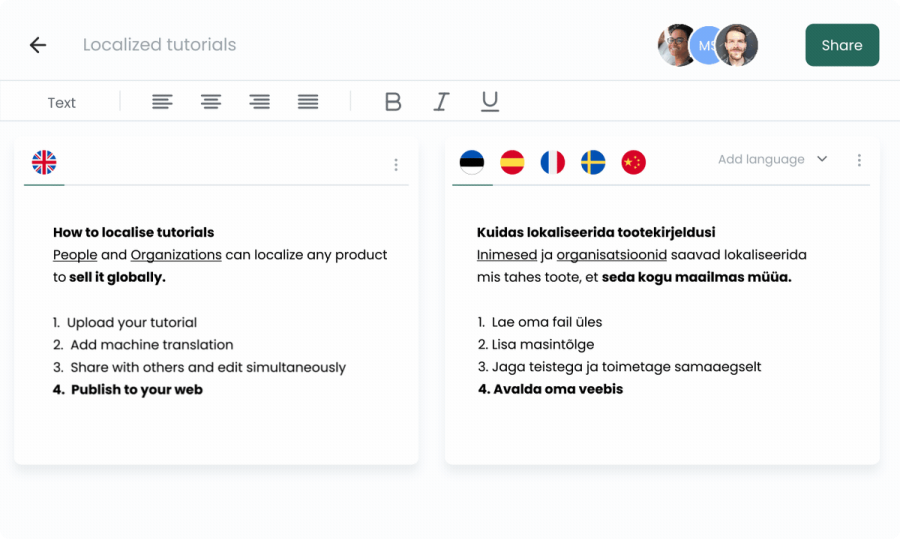 Localized tutorials
MS
Share
Text
B I U
Add language
How to localise tutorials
People and Organizations can localize any product
to sell it globally.
1. Upload your tutorial
2. Add machine translation
3. Share with others and edit simultaneously
4. Publish to your web
Kuidas lokaliseerida tootekirjeldusi
Inimesed ja organisatsioonid saavad lokaliseerida
mis tahes toote, et seda kogu maailmas müüa.
1. Lae oma fail üles
2. Lisa masintõlge
3. Jaga teistega ja toimetage samaaegselt
4. Avalda oma veebis